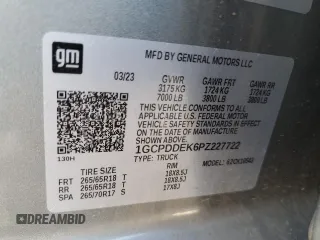 gm
MFD BY GENERAL MOTORS LLC
03/23 GVWR GAWR FRT GAWR RR
3175 KG 1724 KG 1724 KG
7000 LB 3800 LB 3800 LB
THIS VEHICLE CONFORMS TO ALL
APPLICABLE U.S. FEDERAL MOTOR
VEHICLE SAFETY STANDARDS IN
EFFECT ON THE DATE OF
MANUFACTURE SHOWN ABOVE.
1GCPDDEK6PZ227722
130H TYPE: TRUCK MODEL:
TIRE SIZE RIM
FRT 265/65R18 T 18X8.5J
RR 265/65R18 T 18X8.5J
SPA 265/70R17 S 17X8J
© DREAMBID